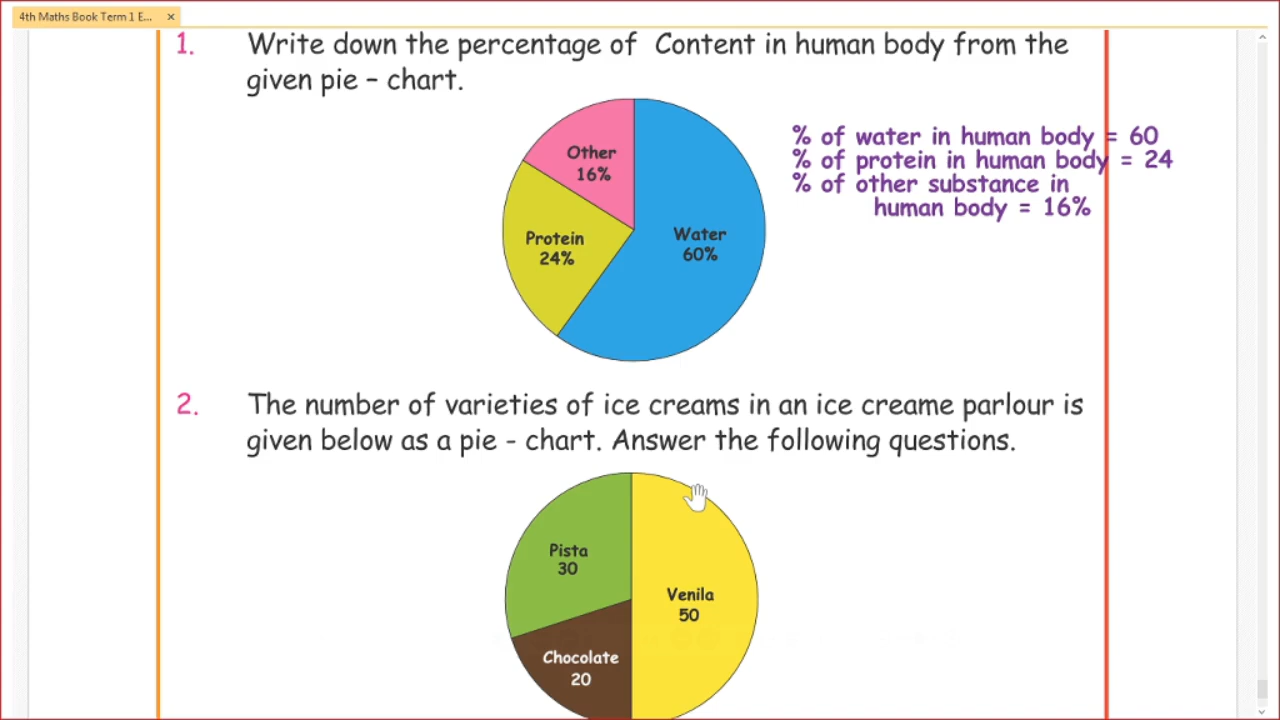 4th Maths Book Term 1 E... ×
1. Write down the percentage of Content in human body from the
given pie – chart.
Other
16%
Protein
24%
Water
60%
% of water in human body = 60
% of protein in human body = 24
% of other substance in
human body = 16%
2. The number of varieties of ice creams in an ice creame parlour is
given below as a pie - chart. Answer the following questions.
Pista
30
Venila
50
Chocolate
20